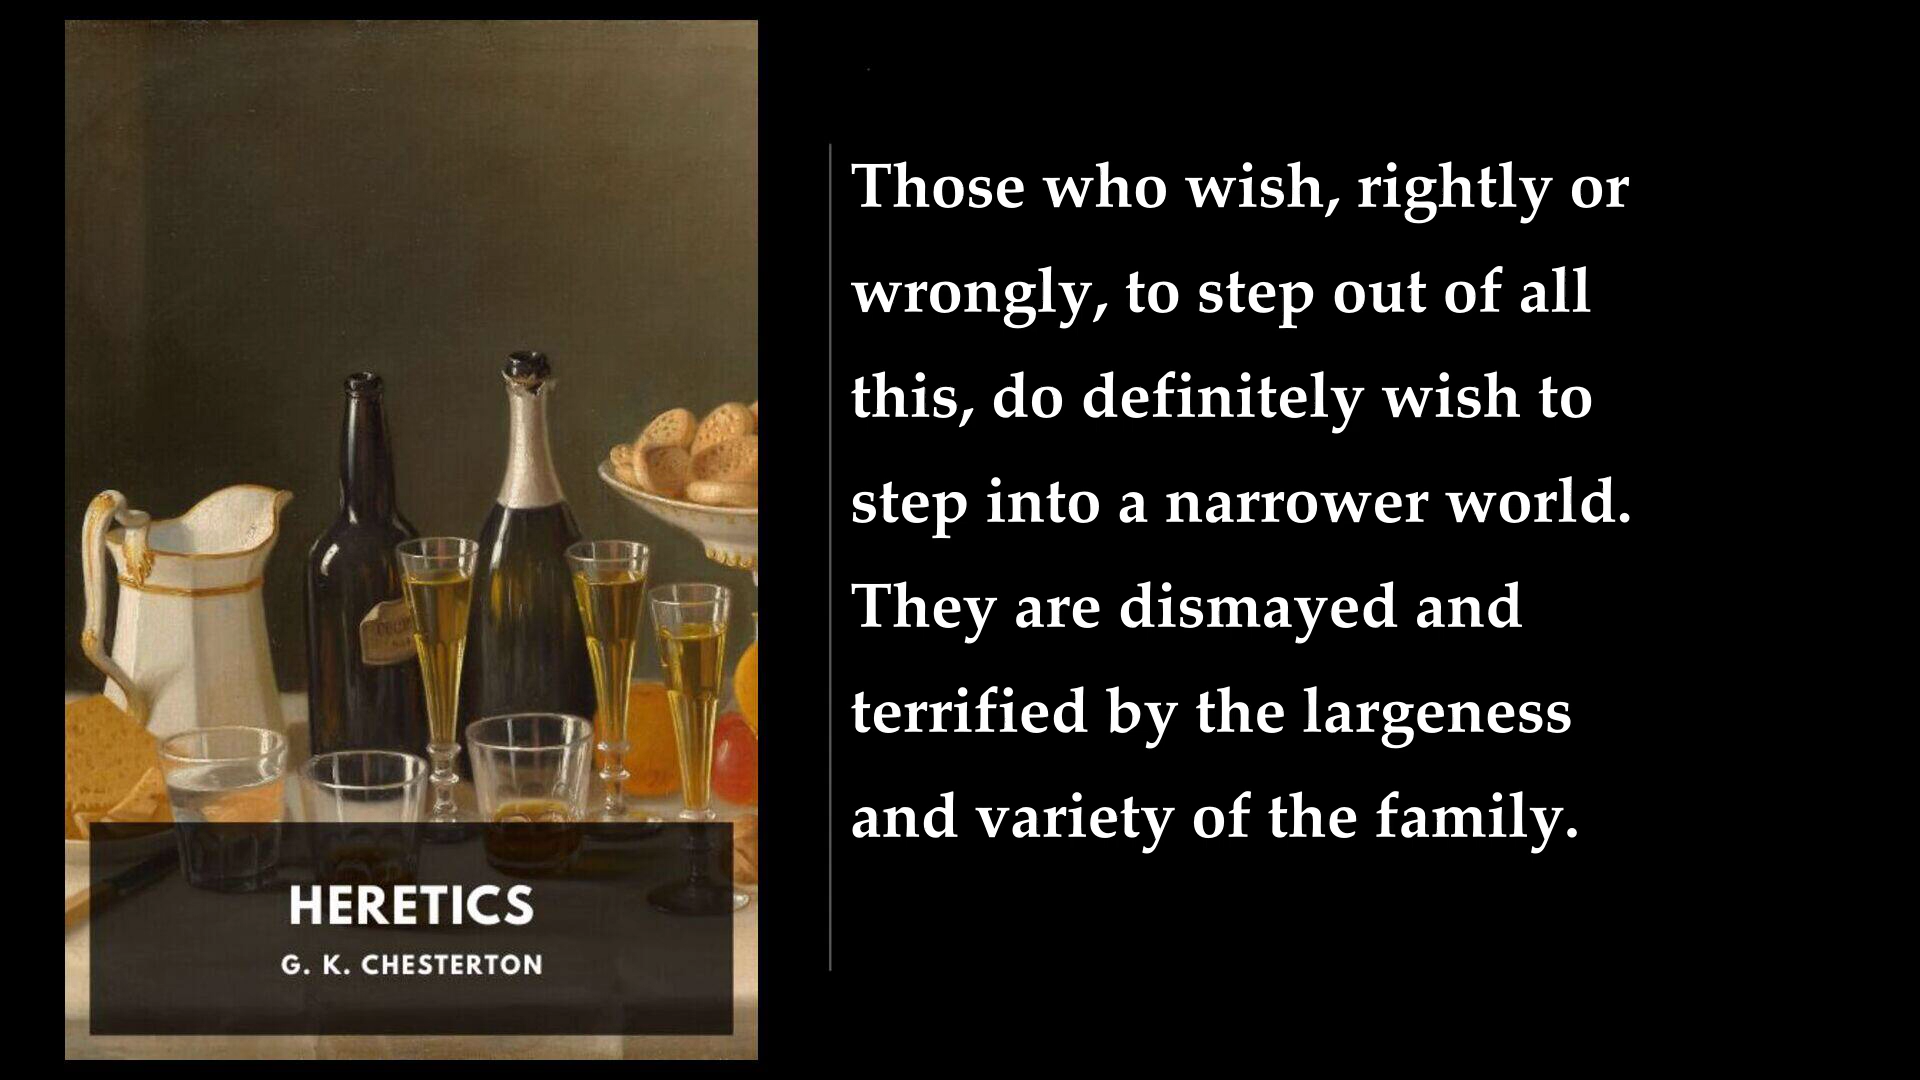 Those who wish, rightly or
wrongly, to step out of all
this, do definitely wish to
step into a narrower world.
They are dismayed and
terrified by the largeness
and variety of the family.
HERETICS
G. K. CHESTERTON